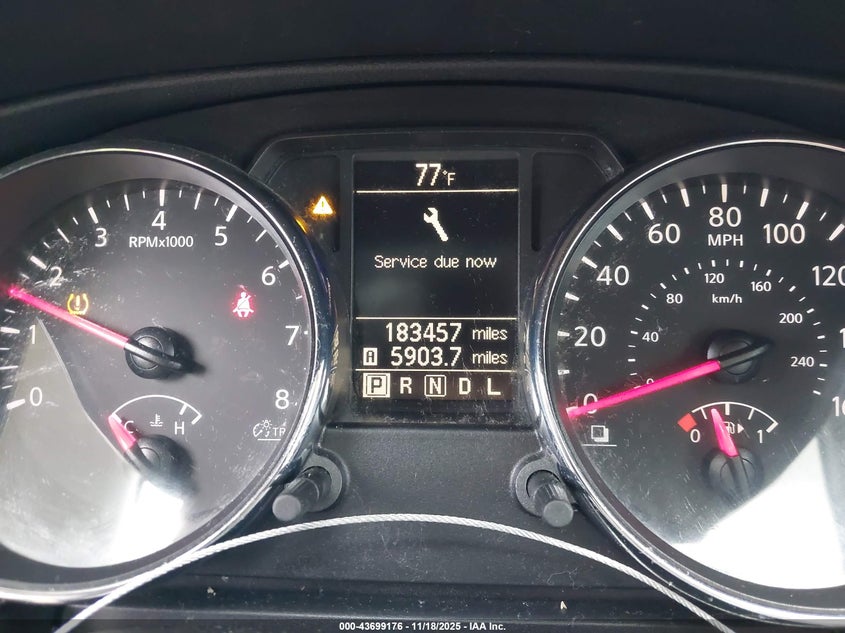 77°F
Service due now
183457 miles
A 5903.7 miles
P R N D L
0 1 2 3 4 5 6 7 8
RPMx1000
C H
0 20 40 60 80 100 120
MPH
0 40 80 120 160 200 240
km/h
0 1
000-43699176 - 11/18/2025 - IAA Inc.